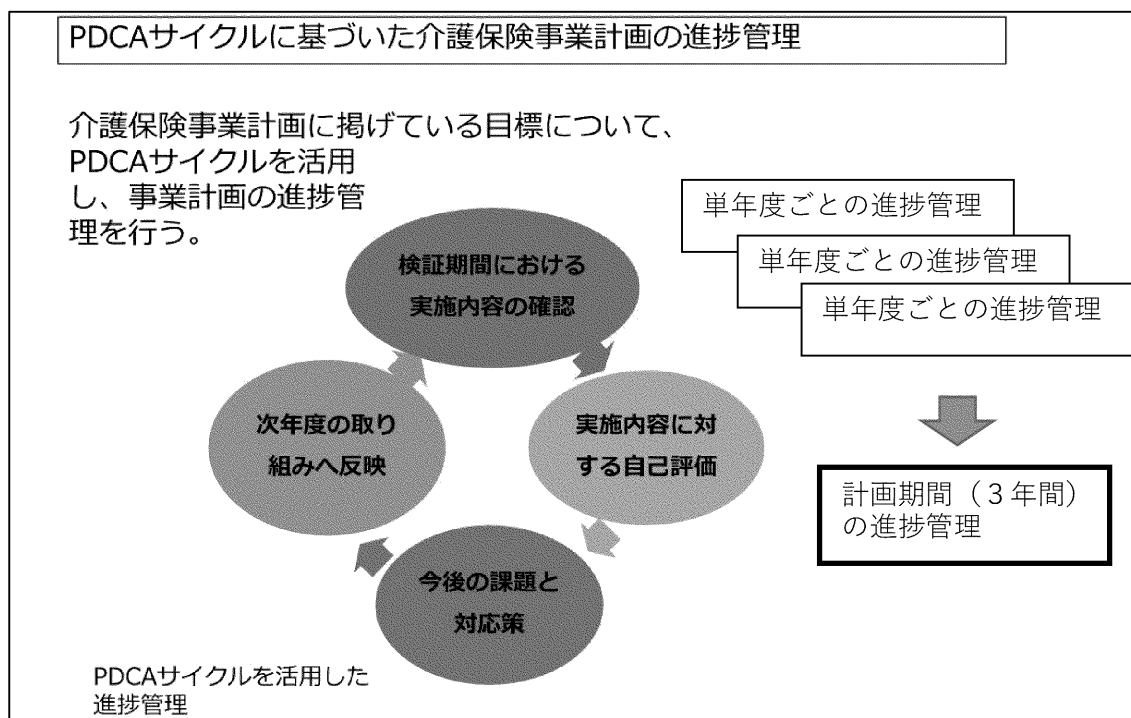 PDCAサイクルに基づいた介護保険事業計画の進捗管理
介護保険事業計画に掲げている目標について、
PDCAサイクルを活用
し、事業計画の進捗管
理を行う。
検証期間における
実施内容の確認
実施内容に対
する自己評価
今後の課題と
対応策
次年度の取り
組みへ反映
PDCAサイクルを活用した
進捗管理
単年度ごとの進捗管理
単年度ごとの進捗管理
単年度ごとの進捗管理
計画期間（３年間）
の進捗管理